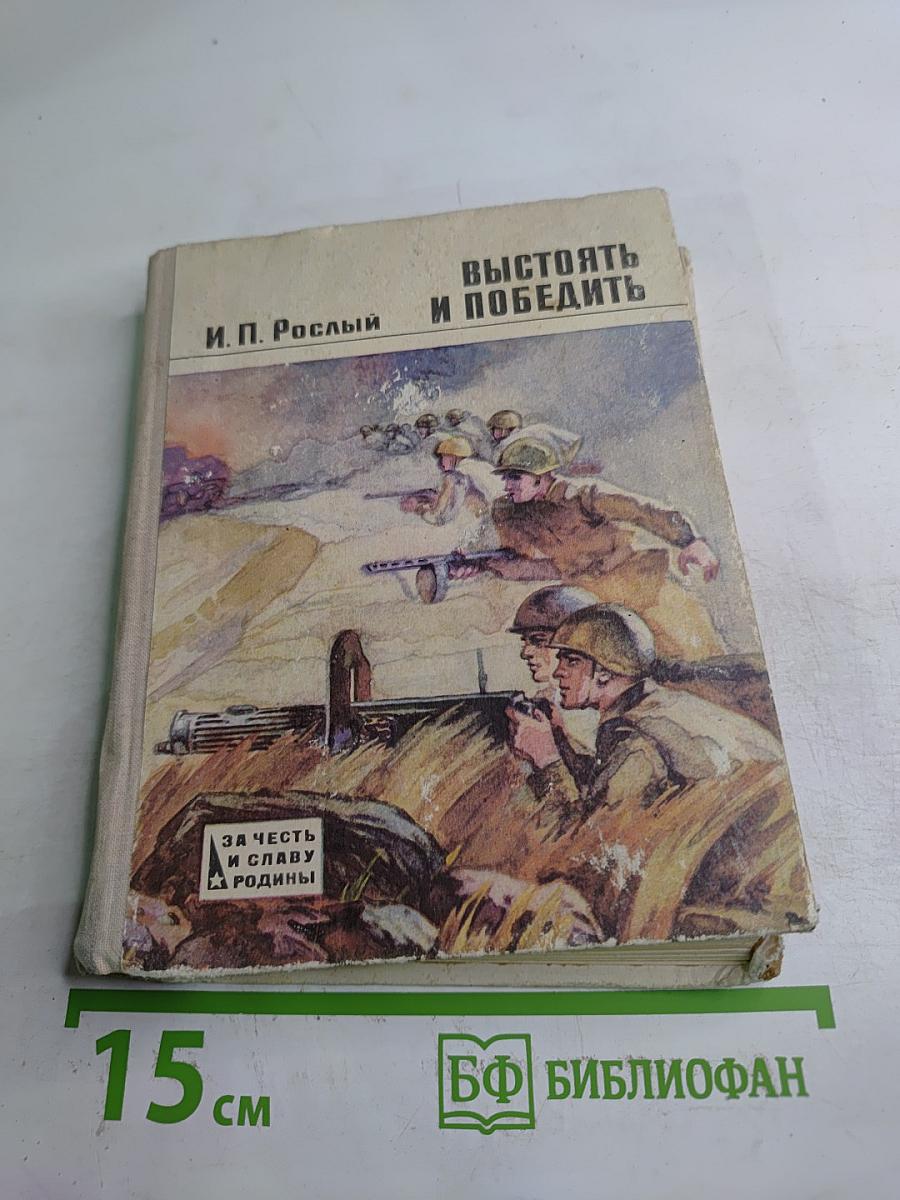 ВЫСТОЯТЬ
И ПОБЕДИТЬ
И. П. Рослый
ЗА ЧЕСТЬ
И СЛАВУ
РОДИНЫ
15 см
БФ БИБЛИОФАН